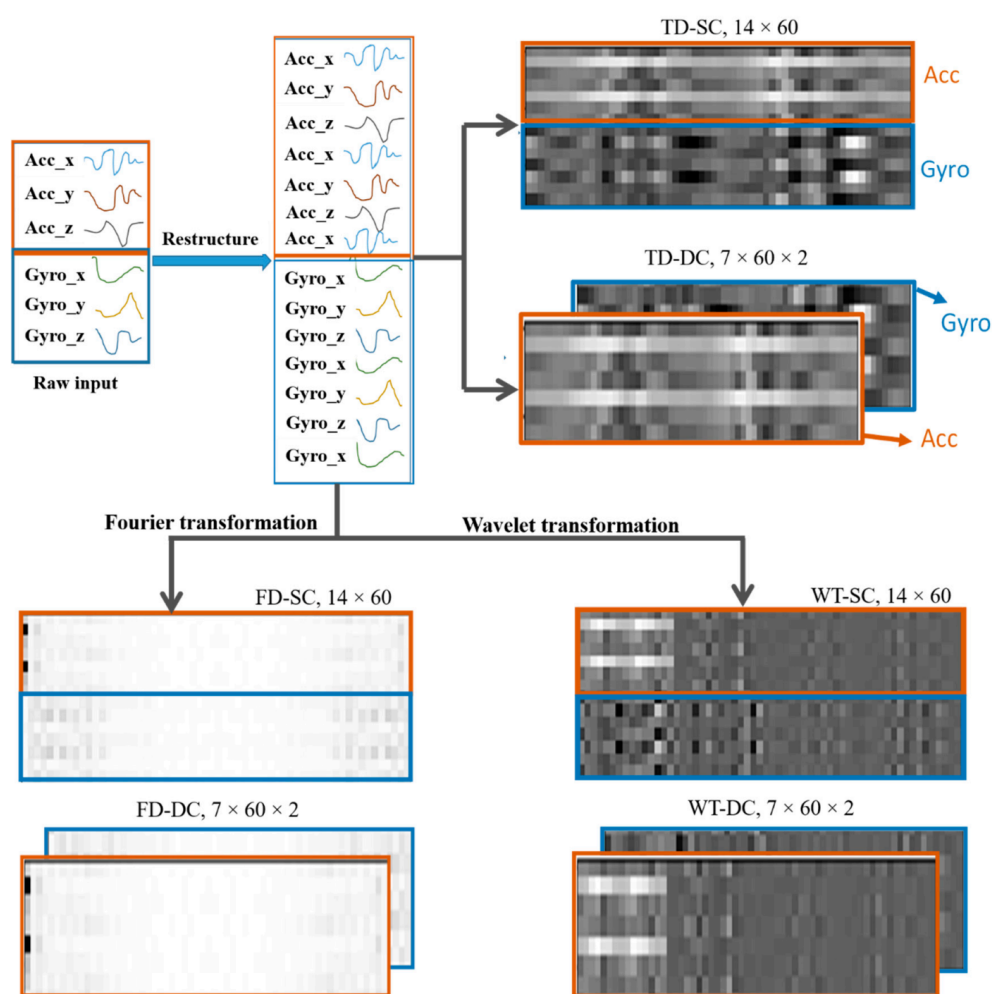 TD-SC, 14 × 60
Acc
Gyro
Acc_x
Acc_y
Acc_z
Gyro_x
Gyro_y
Gyro_z
Raw input
Restructure
Acc_x
Acc_y
Acc_z
Acc_x
Acc_y
Acc_z
Acc_x
Gyro_x
Gyro_y
Gyro_z
Gyro_x
Gyro_y
Gyro_z
Gyro_x
TD-DC, 7 × 60 × 2
Gyro
Acc
Fourier transformation
Wavelet transformation
FD-SC, 14 × 60
WT-SC, 14 × 60
FD-DC, 7 × 60 × 2
WT-DC, 7 × 60 × 2